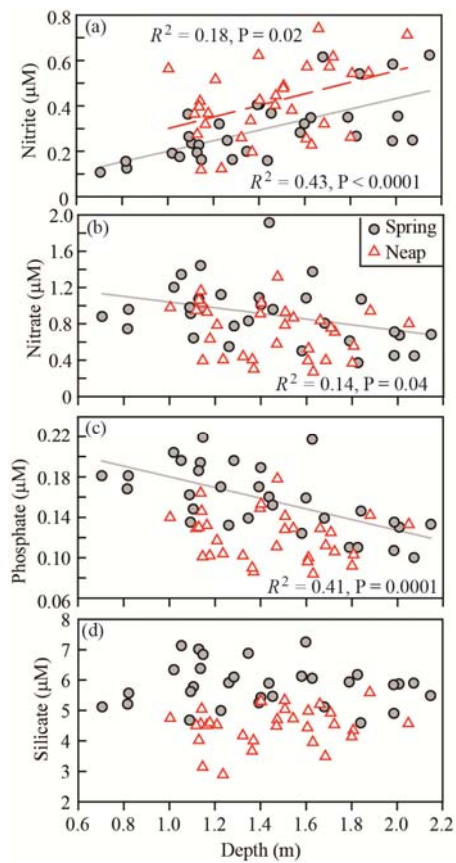 (a)
R² = 0.18, P = 0.02
0.8
0.6
0.4
0.2
0
Nitrite (µM)
R² = 0.43, P < 0.0001
(b)
Spring
Neap
2.0
1.6
1.2
0.8
0.4
0
Nitrate (µM)
R² = 0.14, P = 0.04
(c)
0.22
0.18
0.14
0.10
0.06
Phosphate (µM)
R² = 0.41, P = 0.0001
(d)
8
7
6
5
4
3
2
Silicate (µM)
0.6 0.8 1.0 1.2 1.4 1.6 1.8 2.0 2.2
Depth (m)